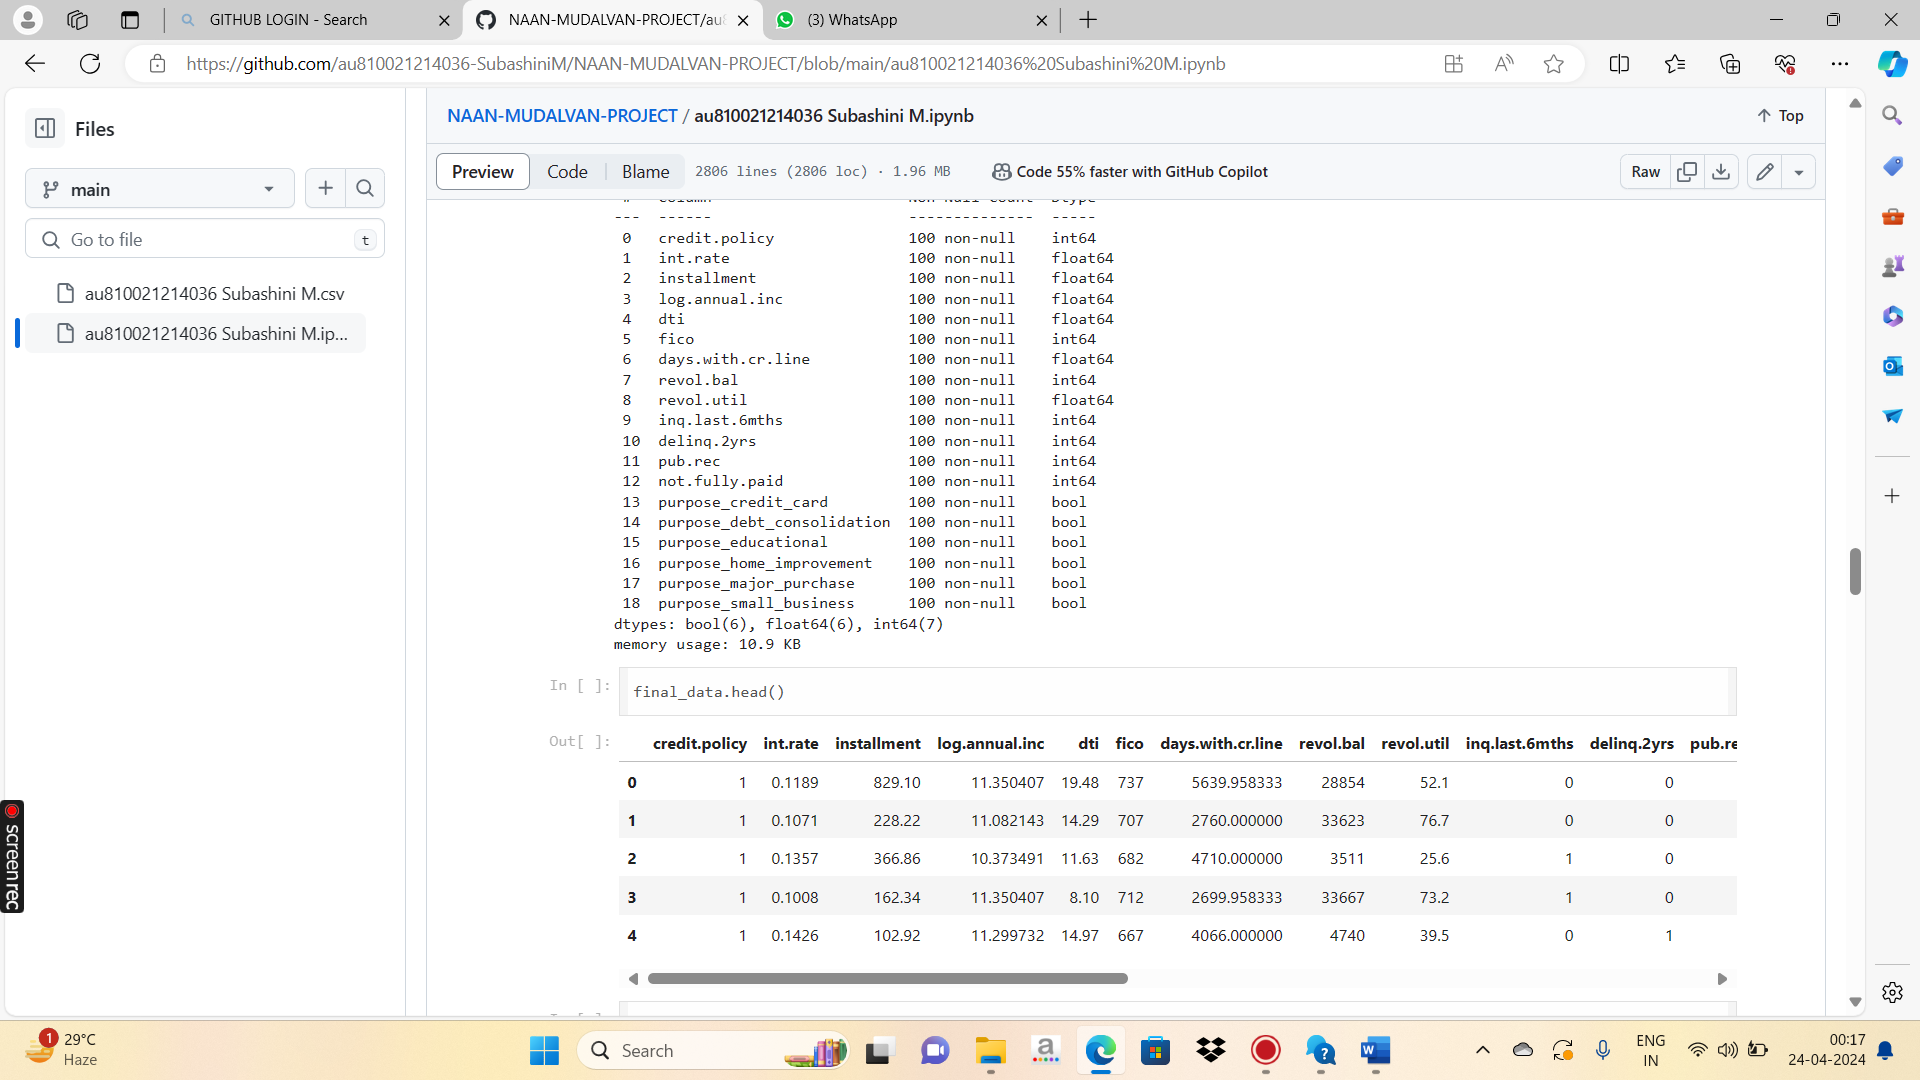 GITHUB LOGIN - Search
NAAN-MUDALVAN-PROJECT/au8
(3) WhatsApp
https://github.com/au810021214036-SubashiniM/NAAN-MUDALVAN-PROJECT/blob/main/au810021214036%20Subashini%20M.ipynb
Files
main
Go to file
t
au810021214036 Subashini M.csv
au810021214036 Subashini M.ip...
NAAN-MUDALVAN-PROJECT / au810021214036 Subashini M.ipynb
Top
Preview Code Blame 2806 lines (2806 loc) · 1.96 MB Code 55% faster with GitHub Copilot Raw
# Column Non-Null Count Dtype
--- ------ -------------- -----
0 credit.policy 100 non-null int64
1 int.rate 100 non-null float64
2 installment 100 non-null float64
3 log.annual.inc 100 non-null float64
4 dti 100 non-null float64
5 fico 100 non-null int64
6 days.with.cr.line 100 non-null float64
7 revol.bal 100 non-null int64
8 revol.util 100 non-null float64
9 inq.last.6mths 100 non-null int64
10 delinq.2yrs 100 non-null int64
11 pub.rec 100 non-null int64
12 not.fully.paid 100 non-null int64
13 purpose_credit_card 100 non-null bool
14 purpose_debt_consolidation 100 non-null bool
15 purpose_educational 100 non-null bool
16 purpose_home_improvement 100 non-null bool
17 purpose_major_purchase 100 non-null bool
18 purpose_small_business 100 non-null bool
dtypes: bool(6), float64(6), int64(7)
memory usage: 10.9 KB
In [ ]: final_data.head()
Out[ ]: credit.policy int.rate installment log.annual.inc dti fico days.with.cr.line revol.bal revol.util inq.last.6mths delinq.2yrs pub.re
0 1 0.1189 829.10 11.350407 19.48 737 5639.958333 28854 52.1 0 0
1 1 0.1071 228.22 11.082143 14.29 707 2760.000000 33623 76.7 0 0
2 1 0.1357 366.86 10.373491 11.63 682 4710.000000 3511 25.6 1 0
3 1 0.1008 162.34 11.350407 8.10 712 2699.958333 33667 73.2 1 0
4 1 0.1426 102.92 11.299732 14.97 667 4066.000000 4740 39.5 0 1
screenrec
1
29°C
Haze
Search
ENG
IN
00:17
24-04-2024